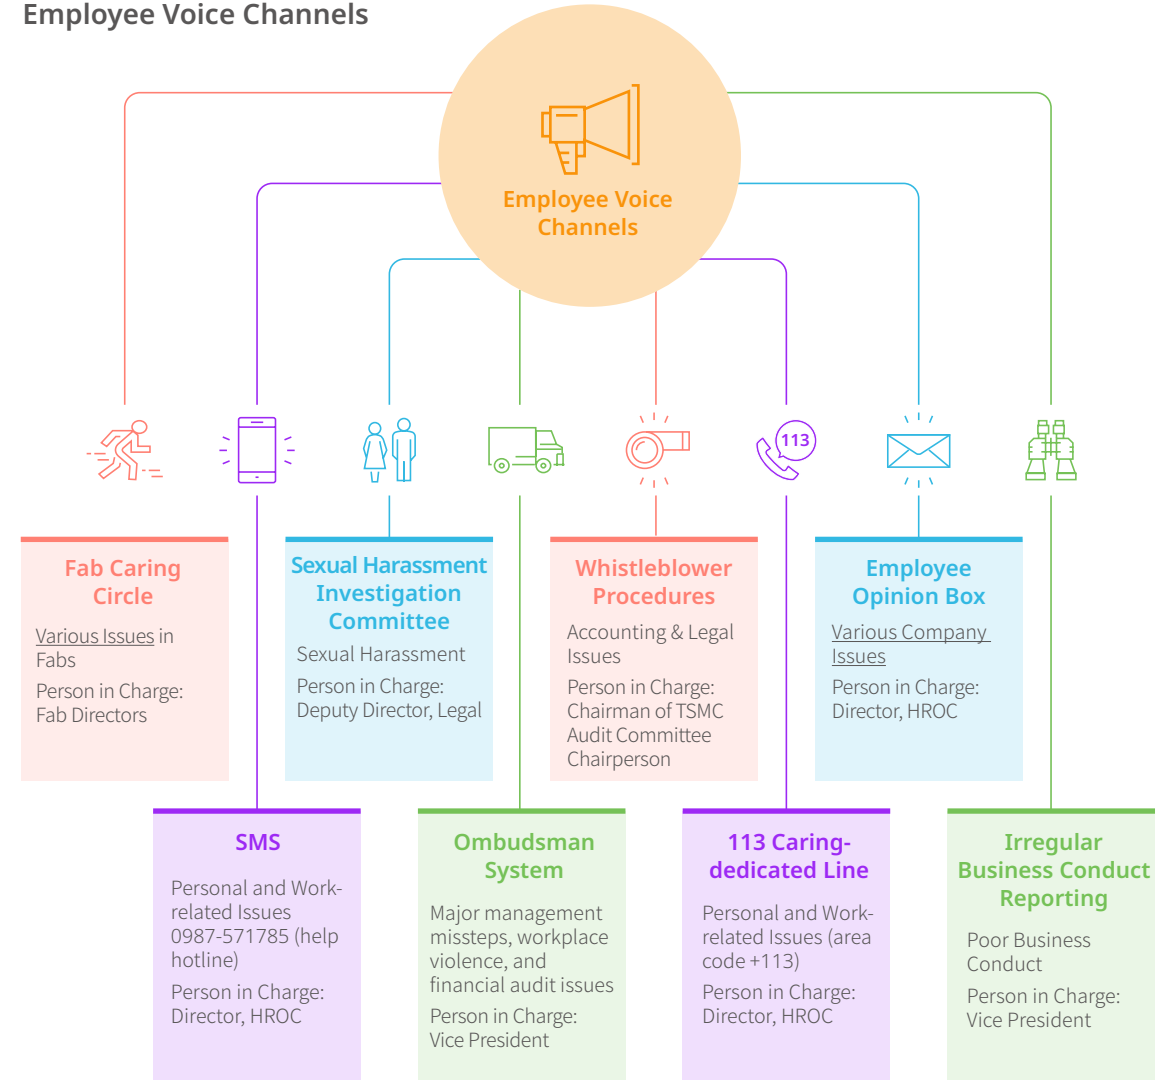 Employee Voice Channels
Employee Voice
Channels
113
Fab Caring
Circle
Various Issues in
Fabs
Person in Charge:
Fab Directors
Sexual Harassment
Investigation
Committee
Sexual Harassment
Person in Charge:
Deputy Director, Legal
Whistleblower
Procedures
Accounting & Legal
Issues
Person in Charge:
Chairman of TSMC
Audit Committee
Chairperson
Employee
Opinion Box
Various Company
Issues
Person in Charge:
Director, HROC
SMS
Personal and Work-
related Issues
0987-571785 (help
hotline)
Person in Charge:
Director, HROC
Ombudsman
System
Major management
missteps, workplace
violence, and
financial audit issues
Person in Charge:
Vice President
113 Caring-
dedicated Line
Personal and Work-
related Issues (area
code +113)
Person in Charge:
Director, HROC
Irregular
Business Conduct
Reporting
Poor Business
Conduct
Person in Charge:
Vice President